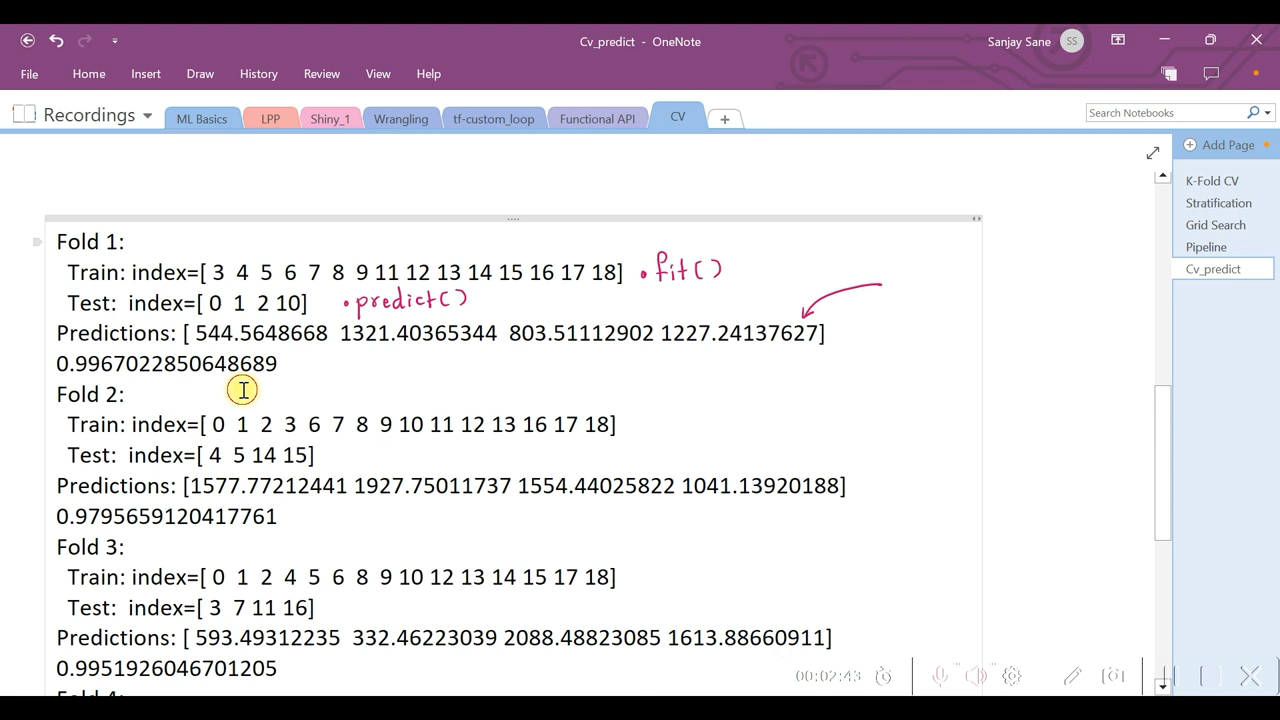 Cv_predict - OneNote
Sanjay Sane
SS
File Home Insert Draw History Review View Help
Recordings
ML Basics LPP Shiny_1 Wrangling tf-custom_loop Functional API CV
Search Notebooks
Add Page
K-Fold CV
Stratification
Grid Search
Pipeline
Cv_predict
Fold 1:
Train: index=[ 3 4 5 6 7 8 9 11 12 13 14 15 16 17 18] .fit()
Test: index=[ 0 1 2 10] .predict()
Predictions: [ 544.5648668 1321.40365344 803.51112902 1227.24137627]
0.9967022850648689
Fold 2:
Train: index=[ 0 1 2 3 6 7 8 9 10 11 12 13 16 17 18]
Test: index=[ 4 5 14 15]
Predictions: [1577.77212441 1927.75011737 1554.44025822 1041.13920188]
0.9795659120417761
Fold 3:
Train: index=[ 0 1 2 4 5 6 8 9 10 12 13 14 15 17 18]
Test: index=[ 3 7 11 16]
Predictions: [ 593.49312235 332.46223039 2088.48823085 1613.88660911]
0.9951926046701205
Fold 4:
00:02:43